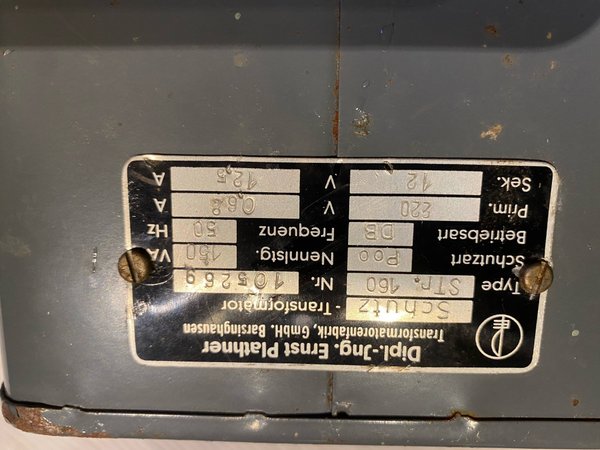 Dipl.-Jng. Ernst Plathner
Transformatorenfabrik, GmbH. Barsinghausen
Schutz - Transformator
Type STr. 160 Nr. 105269
Schutzart Poo Nennlstg. 150 VA
Betriebsart DB Frequenz 50 Hz
Prim. 220 V 0,68 A
Sek. 12 V 12,5 A